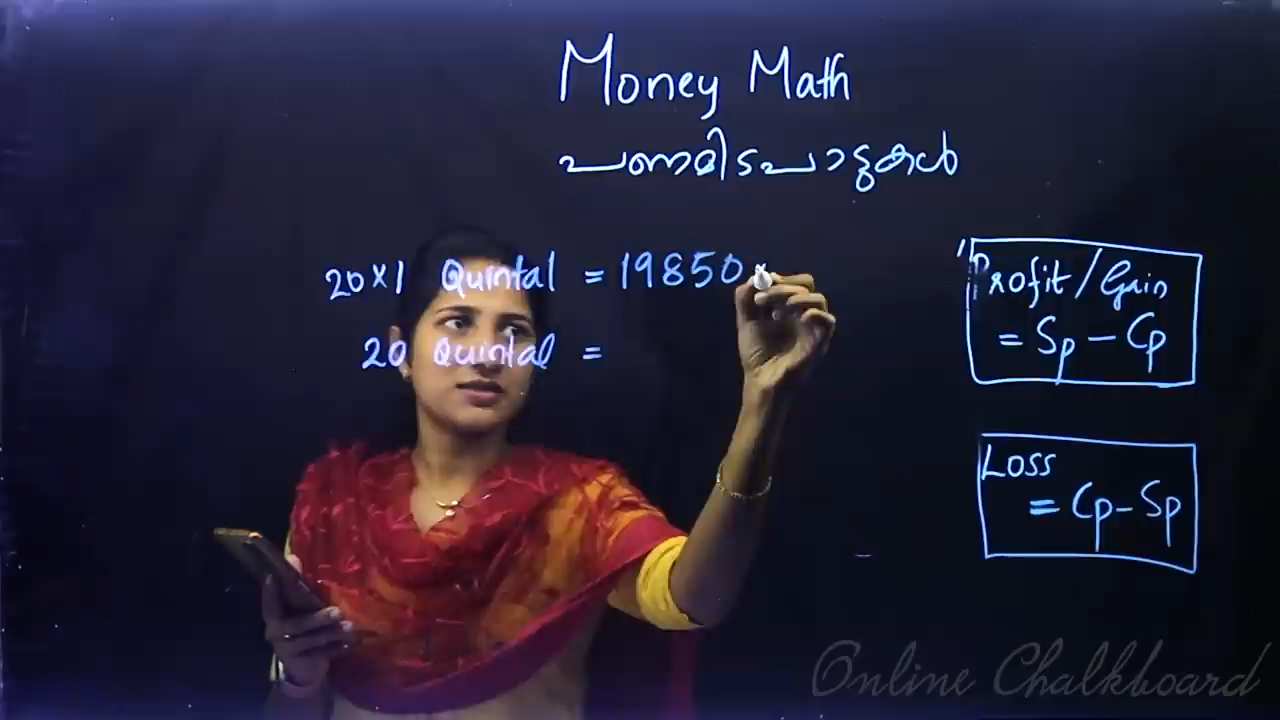 Money Math
പണമിടപാടുകൾ
20×1 Quintal = 19850 ×
20 Quintal =
Profit/Gain
= Sp – Cp
Loss
= Cp – Sp
Online Chalkboard